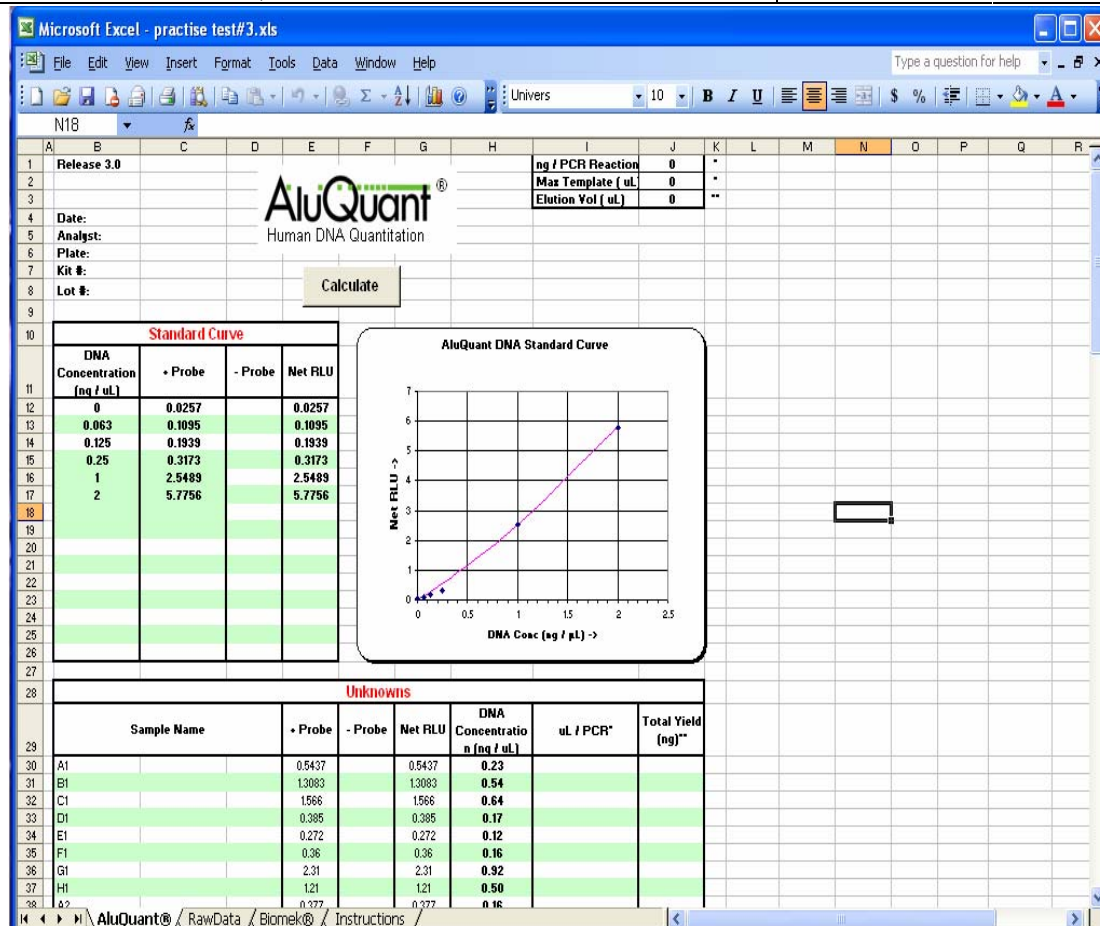 Microsoft Excel - practise test#3.xls
File Edit View Insert Format Tools Data Window Help Type a question for help
Univers 10 B I U $ %
N18 fx
A B C D E F G H I J K L M N O P Q R
1 Release 3.0 ng / PCR Reaction 0 *
2 Max Template ( uL 0 *
3 Elution Vol ( uL) 0 **
AluQuant ®
Human DNA Quantitation
4 Date:
5 Analyst:
6 Plate:
7 Kit #:
8 Lot #:
Calculate
9
10 Standard Curve
11 DNA Concentration (ng / uL) + Probe - Probe Net RLU
12 0 0.0257 0.0257
13 0.063 0.1095 0.1095
14 0.125 0.1939 0.1939
15 0.25 0.3173 0.3173
16 1 2.5489 2.5489
17 2 5.7756 5.7756
18
19
20
21
22
23
24
25
26
27
AluQuant DNA Standard Curve
Net RLU ->
7
6
5
4
3
2
1
0
0 0.5 1 1.5 2 2.5
DNA Conc (ng / µL) ->
28 Unknowns
29 Sample Name + Probe - Probe Net RLU DNA Concentratio n (ng / uL) uL / PCR* Total Yield (ng)**
30 A1 0.5437 0.5437 0.23
31 B1 1.3083 1.3083 0.54
32 C1 1.566 1.566 0.64
33 D1 0.385 0.385 0.17
34 E1 0.272 0.272 0.12
35 F1 0.36 0.36 0.16
36 G1 2.31 2.31 0.92
37 H1 1.21 1.21 0.50
38 A2 0.377 0.377 0.16
AluQuant® / RawData / Biomek® / Instructions /